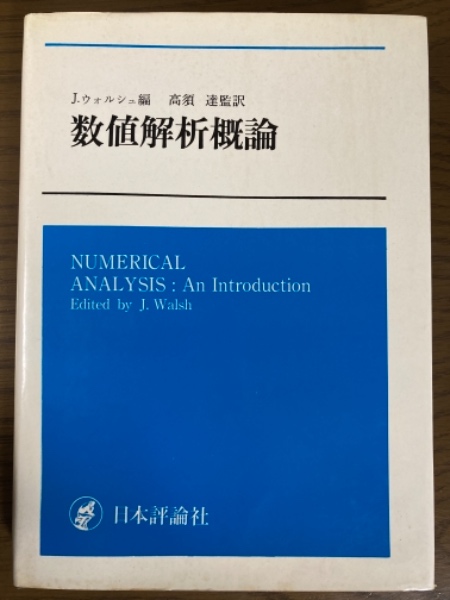 J.ウォルシュ編 高須 達監訳
数値解析概論
NUMERICAL
ANALYSIS : An Introduction
Edited by J. Walsh
日本評論社